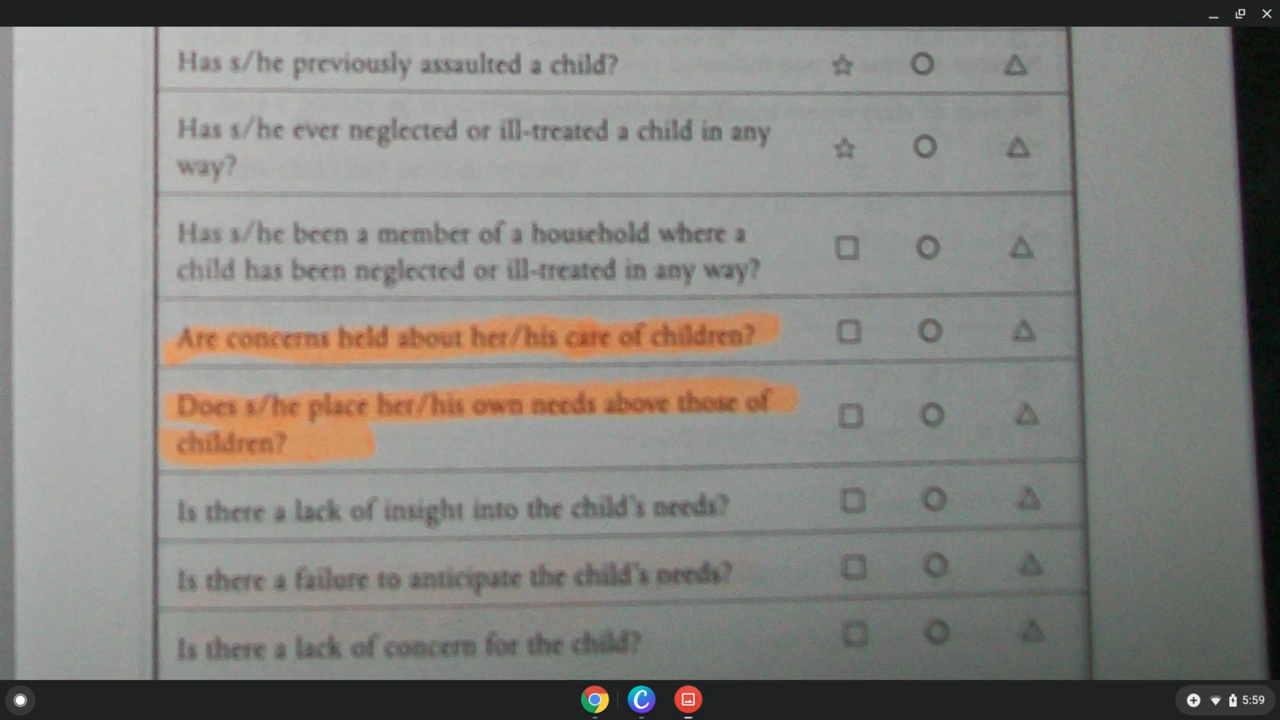 Has s/he previously assaulted a child?
Has s/he ever neglected or ill-treated a child in any
way?
Has s/he been a member of a household where a
child has been neglected or ill-treated in any way?
Are concerns held about her/his care of children?
Does s/he place her/his own needs above those of
children?
Is there a lack of insight into the child's needs?
Is there a failure to anticipate the child's needs?
Is there a lack of concern for the child?
5:59